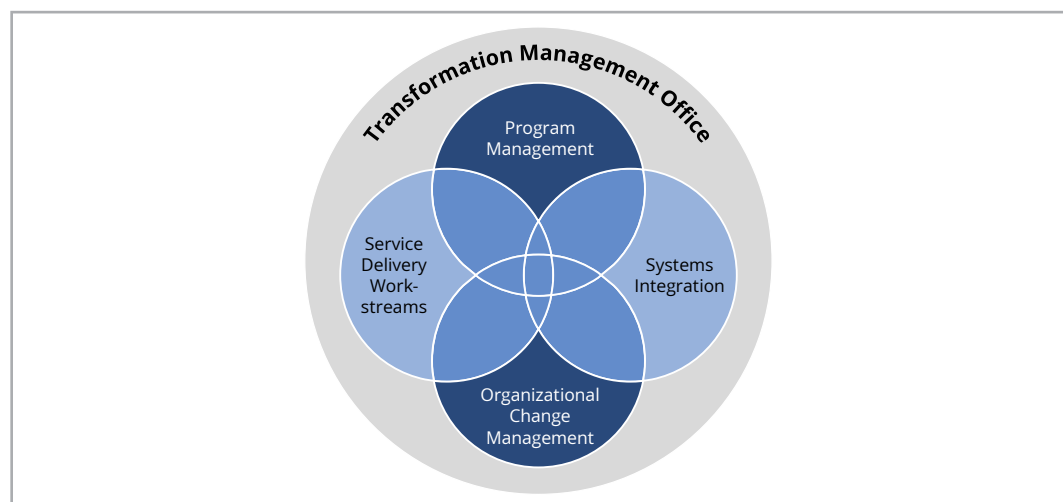 Transformation Management Office
Program
Management
Service
Delivery
Work-
streams
Systems
Integration
Organizational
Change
Management